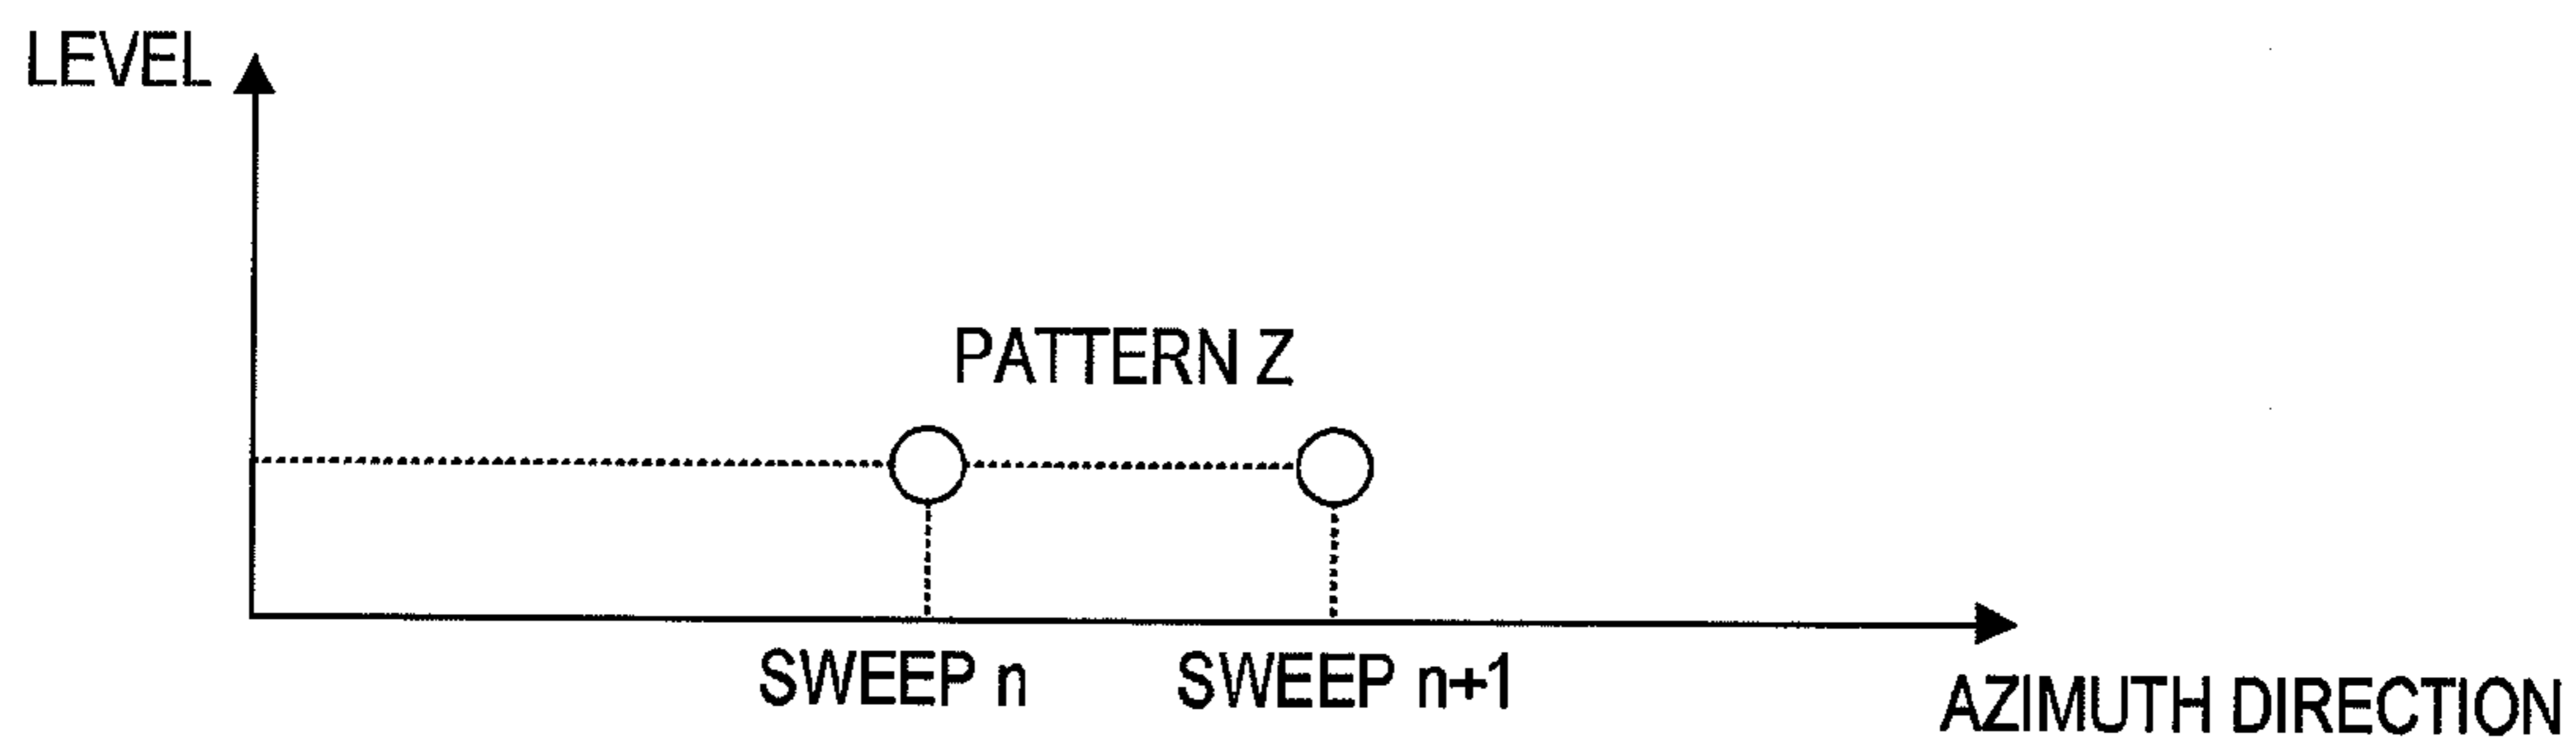 LEVEL
PATTERN Z
SWEEP n
SWEEP n+1
AZIMUTH DIRECTION